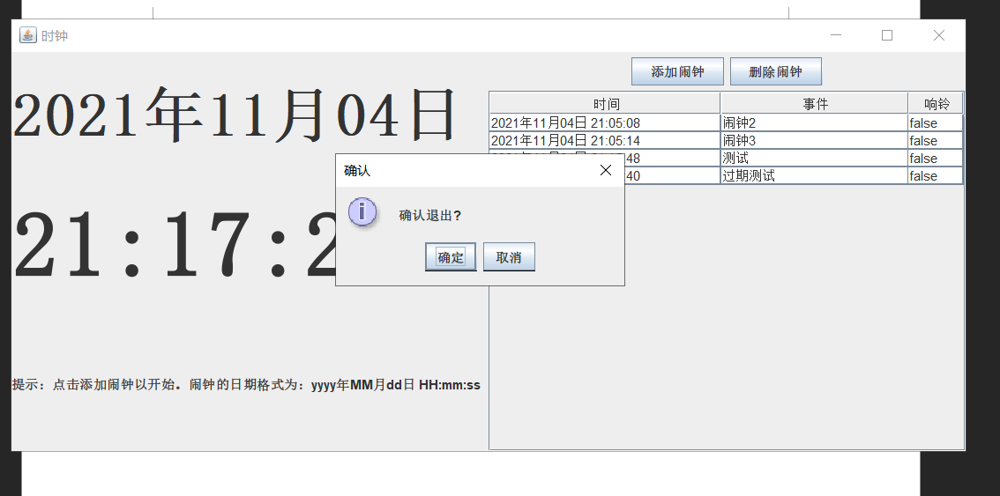 时钟
添加闹钟 删除闹钟
2021年11月04日
时间 事件 响铃
2021年11月04日 21:05:08 闹钟2 false
2021年11月04日 21:05:14 闹钟3 false
48 测试 false
40 过期测试 false
确认
确认退出?
确定 取消
21:17:2
提示：点击添加闹钟以开始。闹钟的日期格式为：yyyy年MM月dd日 HH:mm:ss